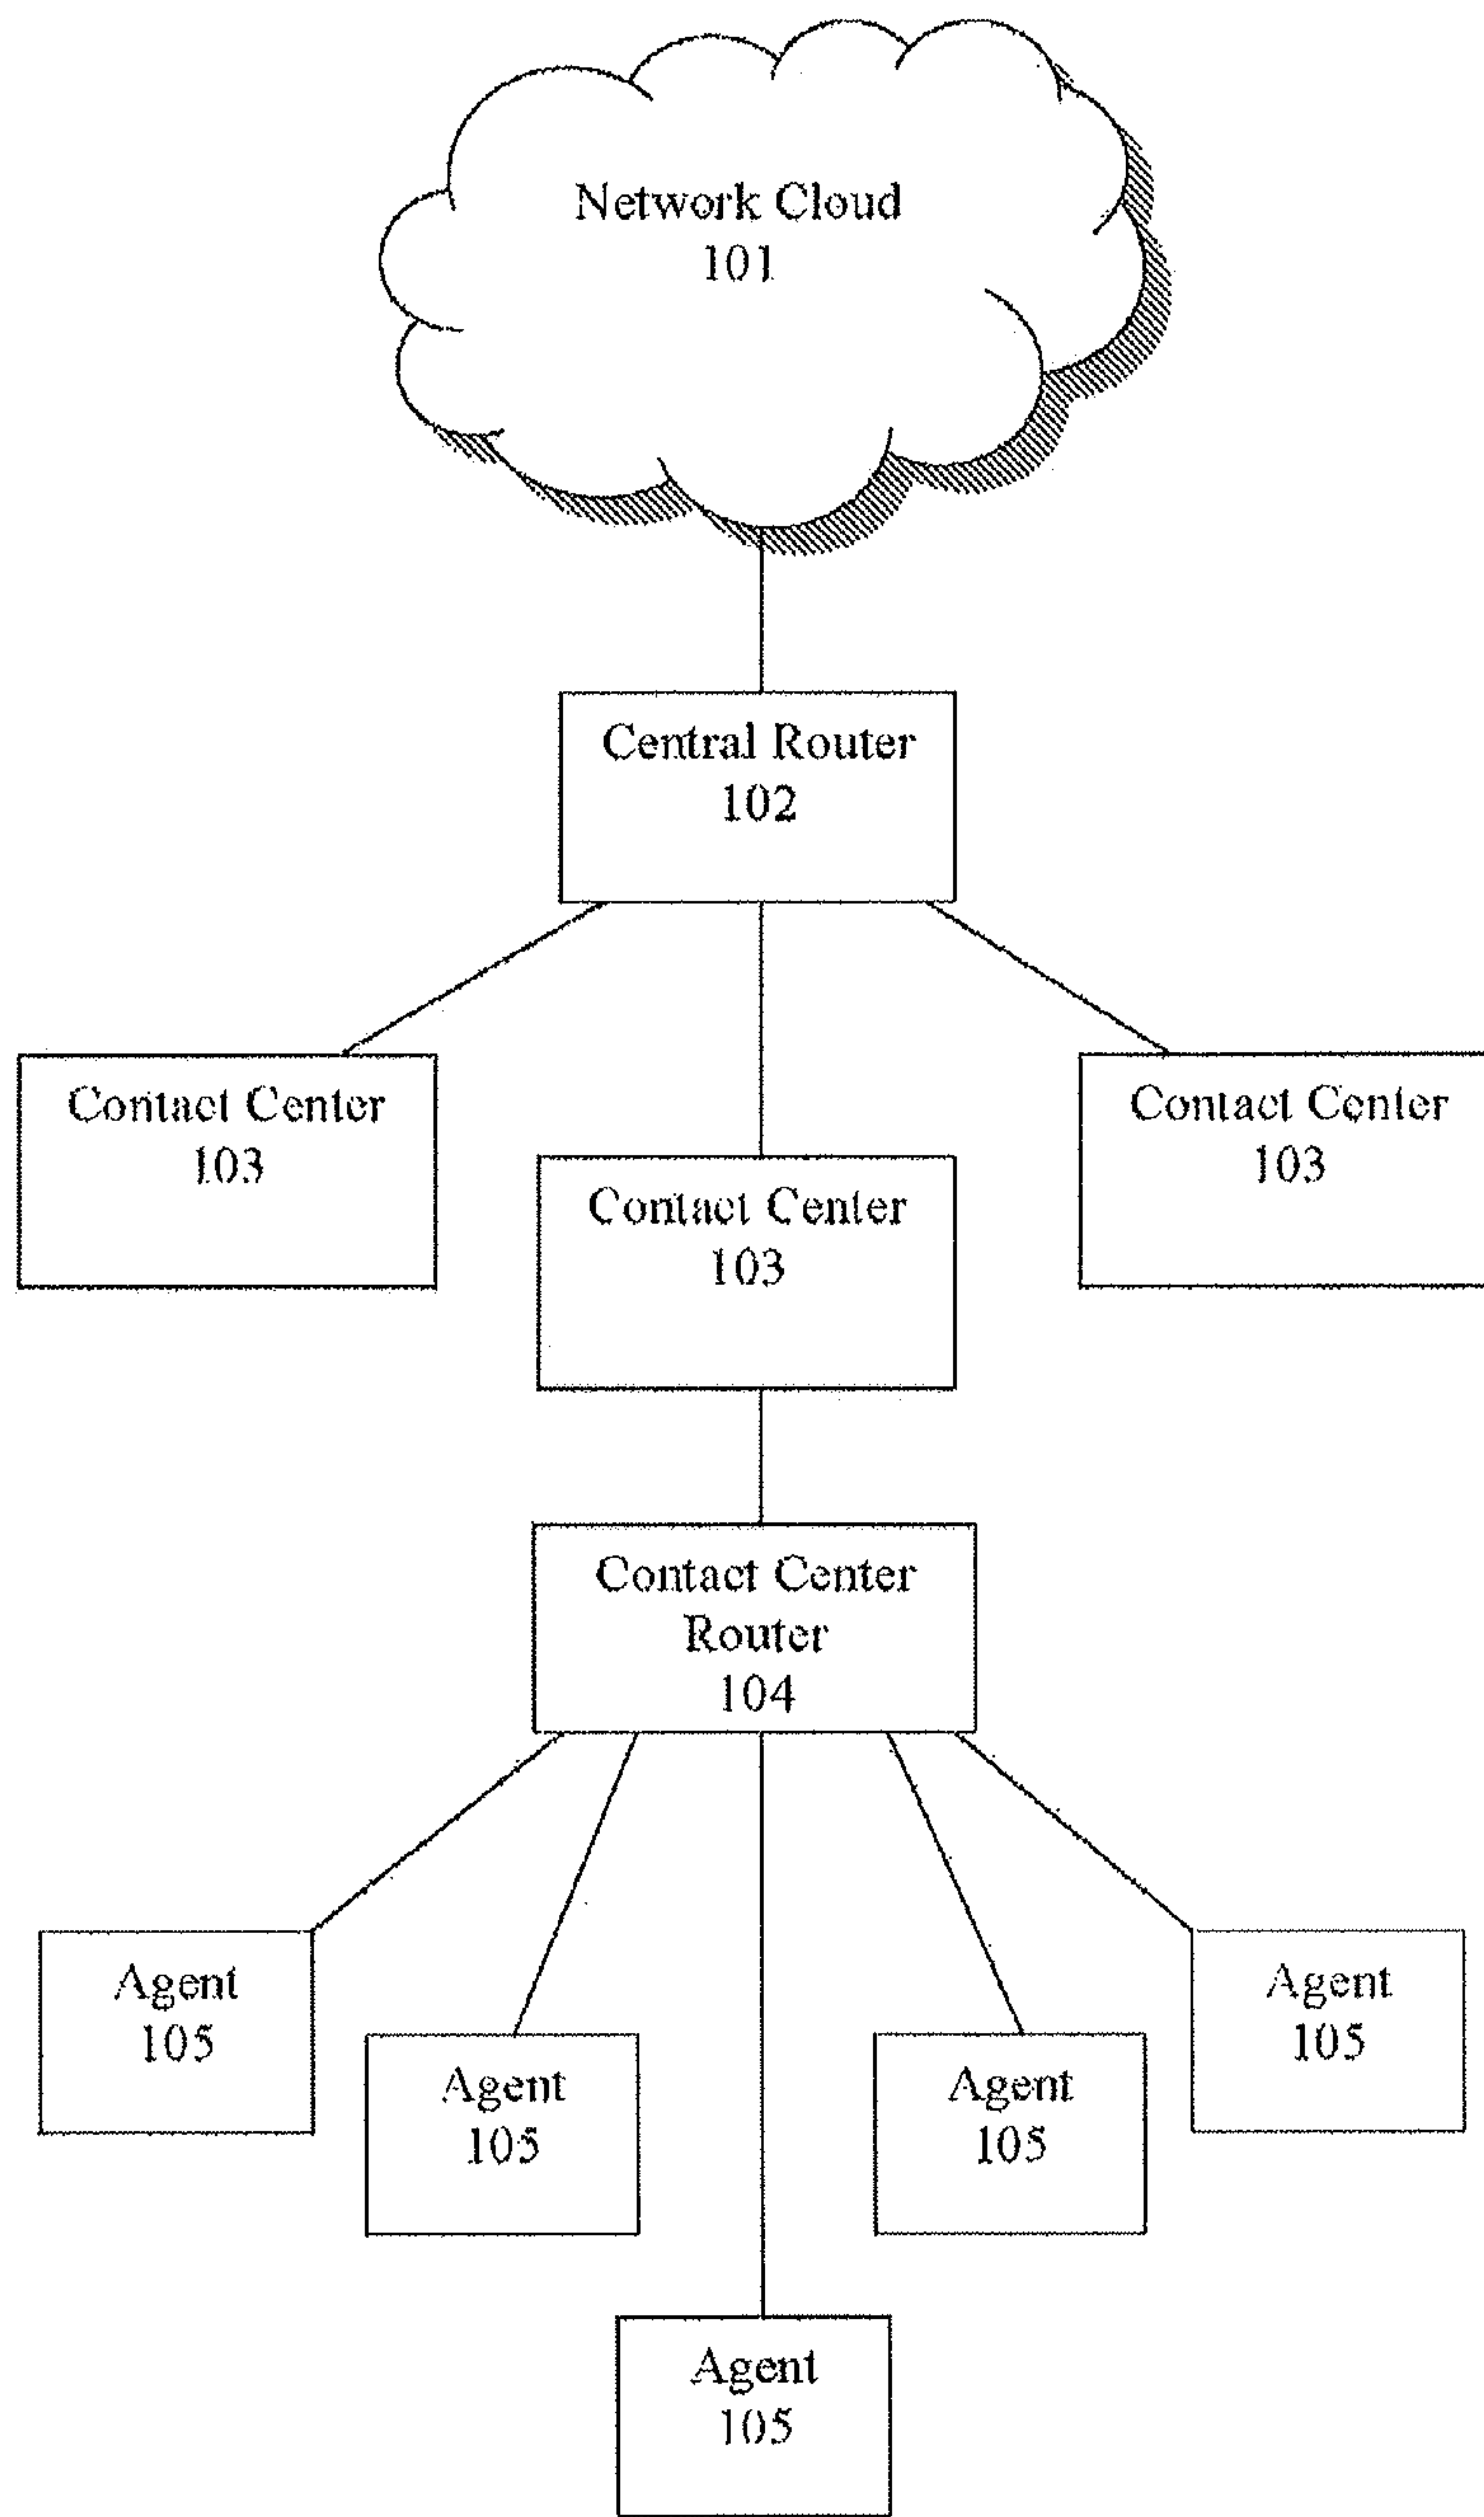 Network Cloud
101
Central Router
102
Contact Center
103
Contact Center
103
Contact Center
103
Contact Center
Router
104
Agent
105
Agent
105
Agent
105
Agent
105
Agent
105